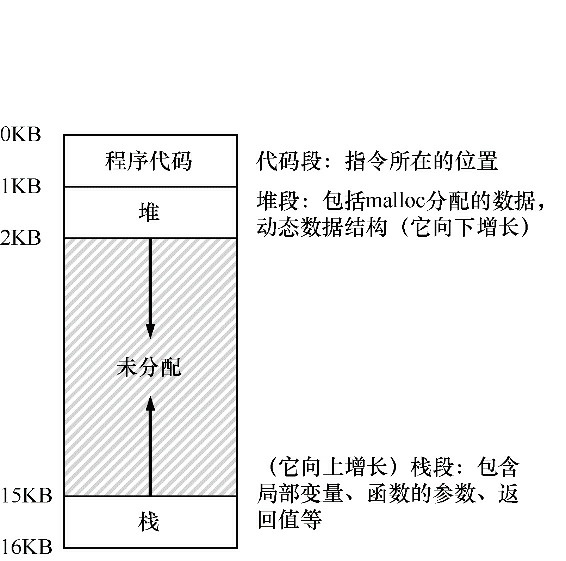 0KB
程序代码
代码段：指令所在的位置
1KB
堆
堆段：包括malloc分配的数据，
动态数据结构（它向下增长）
2KB
未分配
（它向上增长）栈段：包含
局部变量、函数的参数、返
回值等
15KB
栈
16KB